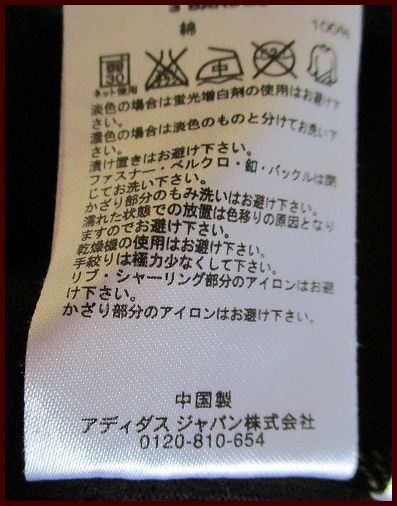 綿 100%
30
中
ネット使用
淡色の場合は蛍光増白剤の使用はお避け下
さい。
濃色の場合は淡色のものと分けてお洗い下
さい。
漬け置きはお避け下さい。
ファスナー・ベルクロ・釦・バックルは閉
じてお洗い下さい。
かざり部分のもみ洗いはお避け下さい。
濡れた状態での放置は色移りの原因となり
ますのでお避け下さい。
乾燥機の使用はお避け下さい。
手絞りは極力少なくして下さい。
リブ・シャーリング部分のアイロンはお避
け下さい。
かざり部分のアイロンはお避け下さい。
中国製
アディダス ジャパン株式会社
0120-810-654